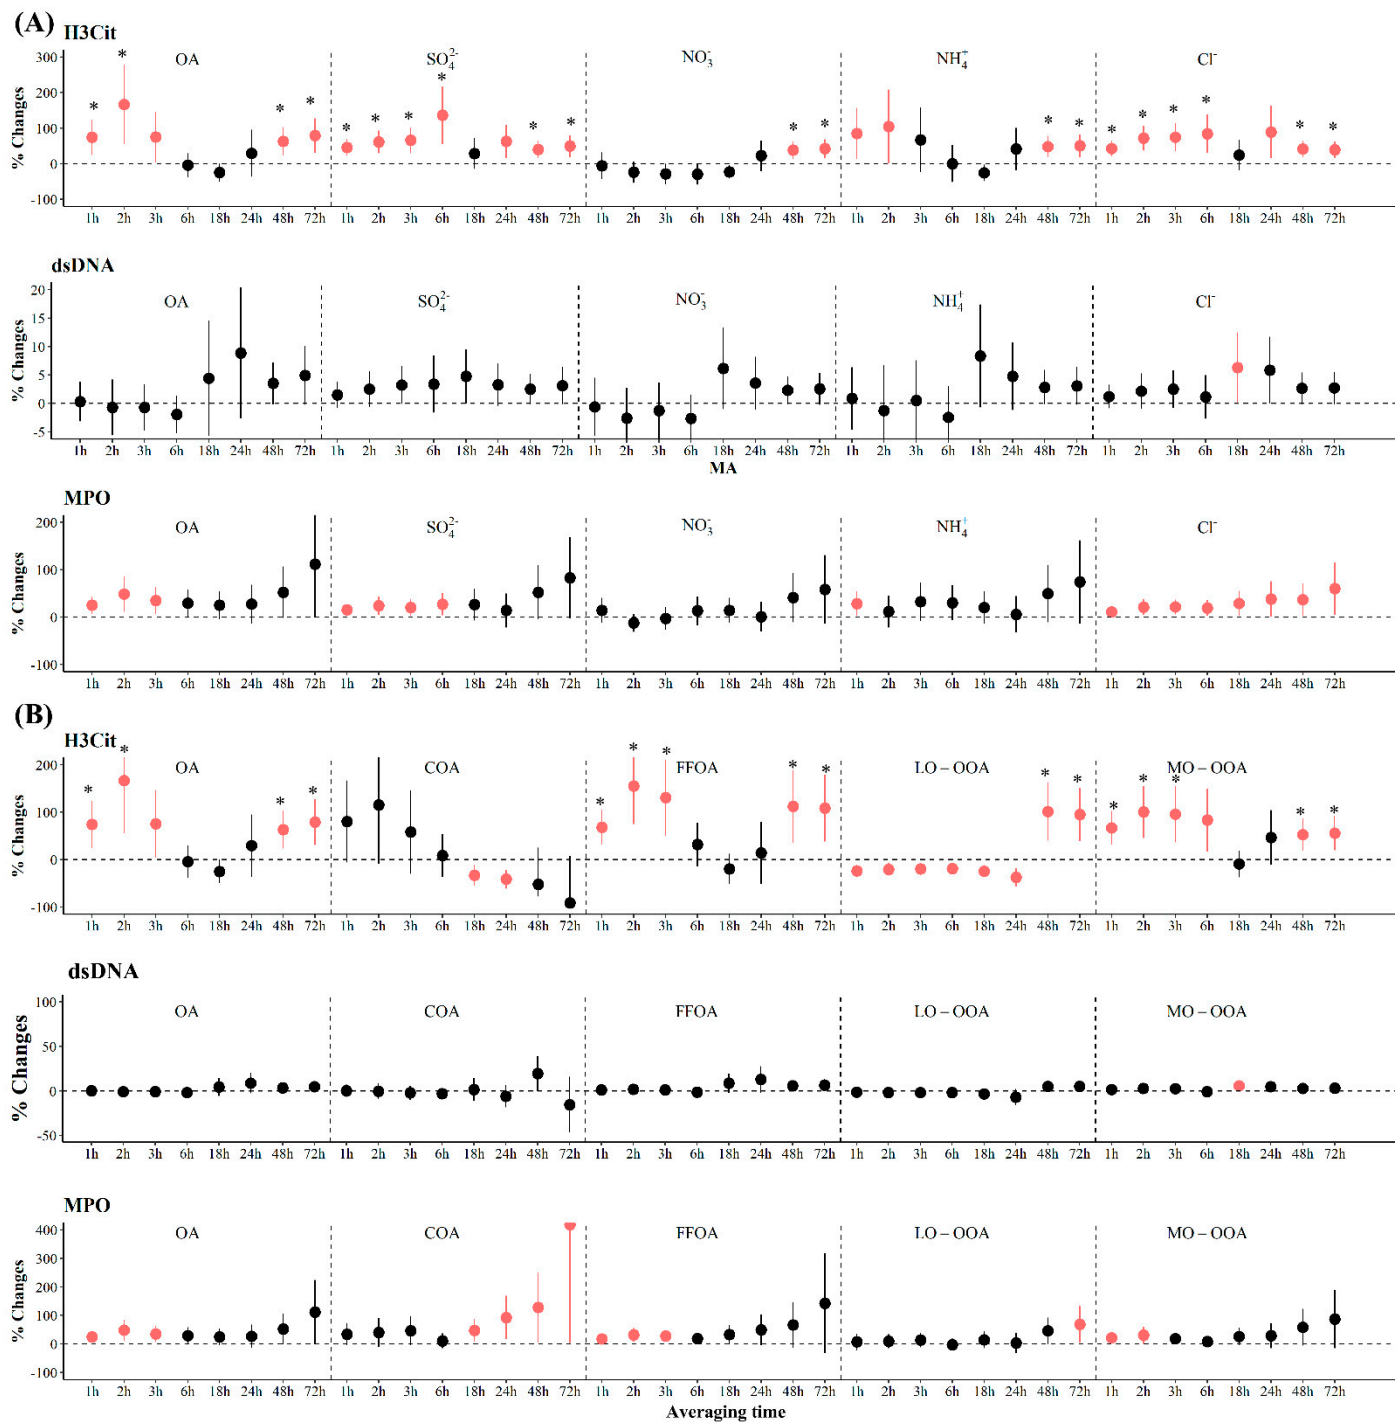 (A)
H3Cit
% Changes
300
200
100
0
-100
OA
SO₄²⁻
NO₃⁻
NH₄⁺
Cl⁻
* * * * * * * * * * * * * * * * * * * * *
1h 2h 3h 6h 18h 24h 48h 72h 1h 2h 3h 6h 18h 24h 48h 72h 1h 2h 3h 6h 18h 24h 48h 72h 1h 2h 3h 6h 18h 24h 48h 72h 1h 2h 3h 6h 18h 24h 48h 72h
dsDNA
% Changes
20
15
10
5
0
-5
OA
SO₄²⁻
NO₃⁻
NH₄⁺
Cl⁻
1h 2h 3h 6h 18h 24h 48h 72h 1h 2h 3h 6h 18h 24h 48h 72h 1h 2h 3h 6h 18h 24h 48h 72h 1h 2h 3h 6h 18h 24h 48h 72h 1h 2h 3h 6h 18h 24h 48h 72h
MA
MPO
% Changes
200
100
0
-100
OA
SO₄²⁻
NO₃⁻
NH₄⁺
Cl⁻
1h 2h 3h 6h 18h 24h 48h 72h 1h 2h 3h 6h 18h 24h 48h 72h 1h 2h 3h 6h 18h 24h 48h 72h 1h 2h 3h 6h 18h 24h 48h 72h 1h 2h 3h 6h 18h 24h 48h 72h
(B)
H3Cit
% Changes
200
100
0
-100
OA
COA
FFOA
LO – OOA
MO – OOA
* * * * * * * * * * * * * * * *
1h 2h 3h 6h 18h 24h 48h 72h 1h 2h 3h 6h 18h 24h 48h 72h 1h 2h 3h 6h 18h 24h 48h 72h 1h 2h 3h 6h 18h 24h 48h 72h 1h 2h 3h 6h 18h 24h 48h 72h
dsDNA
% Changes
100
50
0
-50
OA
COA
FFOA
LO – OOA
MO – OOA
1h 2h 3h 6h 18h 24h 48h 72h 1h 2h 3h 6h 18h 24h 48h 72h 1h 2h 3h 6h 18h 24h 48h 72h 1h 2h 3h 6h 18h 24h 48h 72h 1h 2h 3h 6h 18h 24h 48h 72h
MPO
% Changes
400
300
200
100
0
-100
OA
COA
FFOA
LO – OOA
MO – OOA
1h 2h 3h 6h 18h 24h 48h 72h 1h 2h 3h 6h 18h 24h 48h 72h 1h 2h 3h 6h 18h 24h 48h 72h 1h 2h 3h 6h 18h 24h 48h 72h 1h 2h 3h 6h 18h 24h 48h 72h
Averaging time